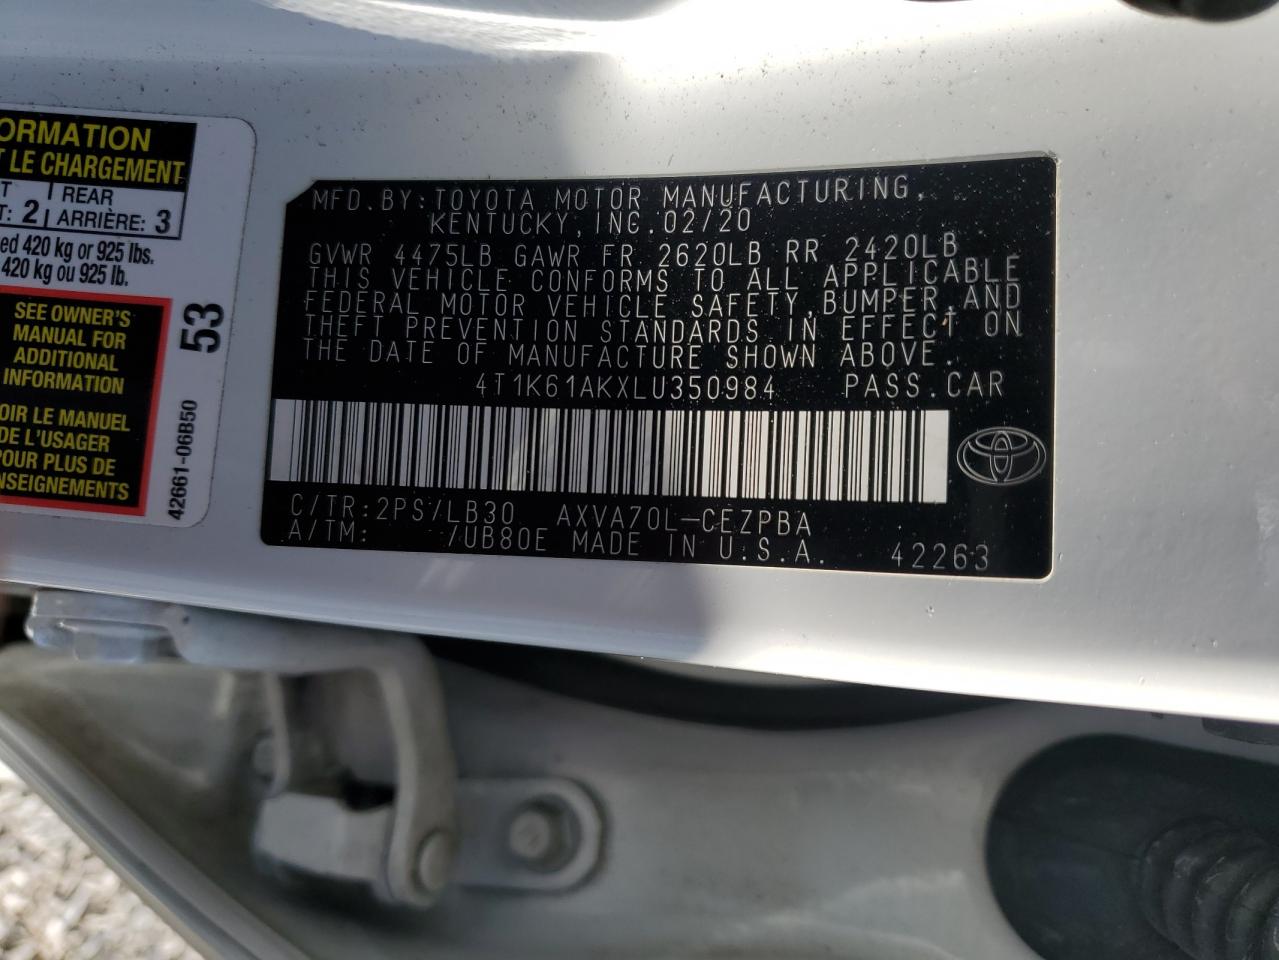 ORMATION
T LE CHARGEMENT
T REAR
T: 2 ARRIÈRE: 3
ed 420 kg or 925 lbs.
420 kg ou 925 lb.
SEE OWNER'S
MANUAL FOR
ADDITIONAL
INFORMATION
OIR LE MANUEL
DE L'USAGER
POUR PLUS DE
NSEIGNEMENTS
53
42661-06B50
MFD.BY:TOYOTA MOTOR MANUFACTURING,
KENTUCKY, INC.02/20
GVWR 4475LB GAWR FR 2620LB RR 2420LB
THIS VEHICLE CONFORMS TO ALL APPLICABLE
FEDERAL MOTOR VEHICLE SAFETY,BUMPER,AND
THEFT PREVENTION STANDARDS IN EFFECT ON
THE DATE OF MANUFACTURE SHOWN ABOVE.
4T1K61AKXLU350984 PASS.CAR
C/TR:2PS/LB30 AXVA70L-CEZPBA
A/TM: /UB80E MADE IN U.S.A. 42263